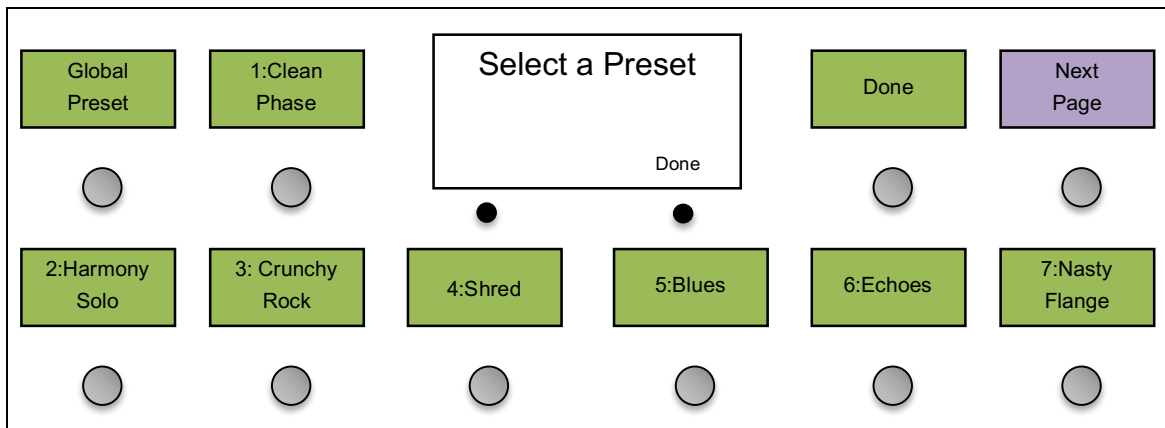 Global
Preset
1:Clean
Phase
Select a Preset
Done
Done
Next
Page
2:Harmony
Solo
3: Crunchy
Rock
4:Shred
5:Blues
6:Echoes
7:Nasty
Flange